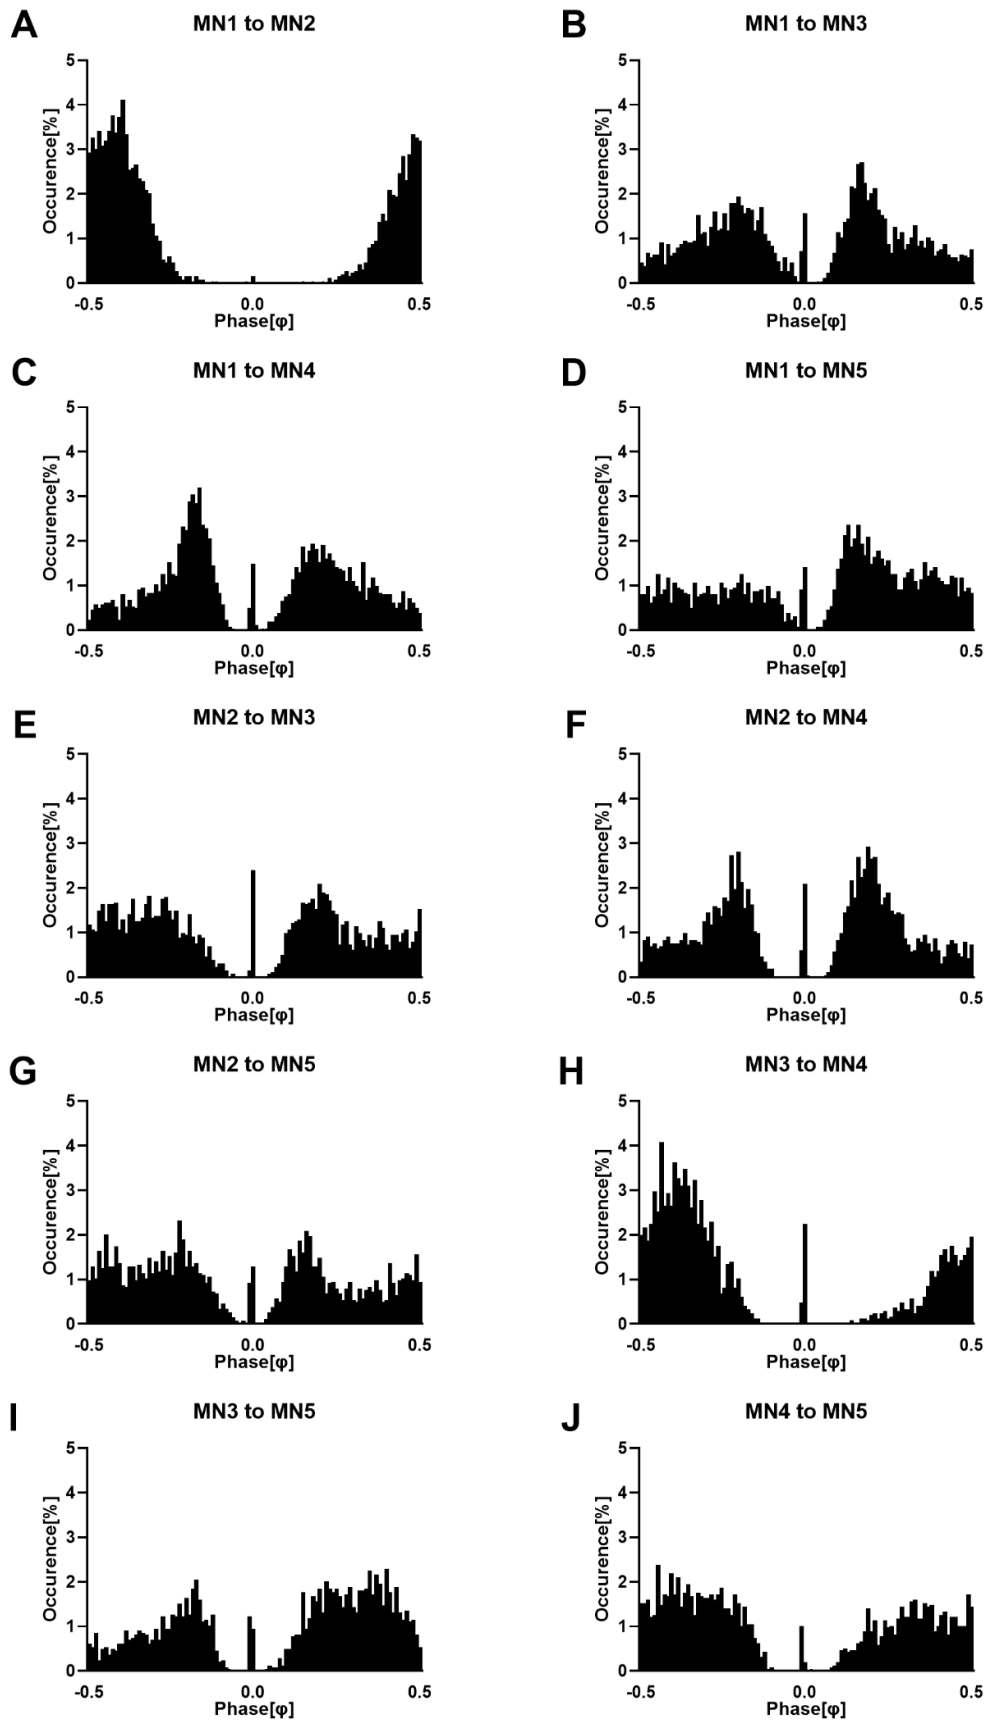 A
MN1 to MN2
5
4
3
2
1
0
Occurence[%]
-0.5
0.0
0.5
Phase[φ]
B
MN1 to MN3
5
4
3
2
1
0
Occurence[%]
-0.5
0.0
0.5
Phase[φ]
C
MN1 to MN4
5
4
3
2
1
0
Occurence[%]
-0.5
0.0
0.5
Phase[φ]
D
MN1 to MN5
5
4
3
2
1
0
Occurence[%]
-0.5
0.0
0.5
Phase[φ]
E
MN2 to MN3
5
4
3
2
1
0
Occurence[%]
-0.5
0.0
0.5
Phase[φ]
F
MN2 to MN4
5
4
3
2
1
0
Occurence[%]
-0.5
0.0
0.5
Phase[φ]
G
MN2 to MN5
5
4
3
2
1
0
Occurence[%]
-0.5
0.0
0.5
Phase[φ]
H
MN3 to MN4
5
4
3
2
1
0
Occurence[%]
-0.5
0.0
0.5
Phase[φ]
I
MN3 to MN5
5
4
3
2
1
0
Occurence[%]
-0.5
0.0
0.5
Phase[φ]
J
MN4 to MN5
5
4
3
2
1
0
Occurence[%]
-0.5
0.0
0.5
Phase[φ]